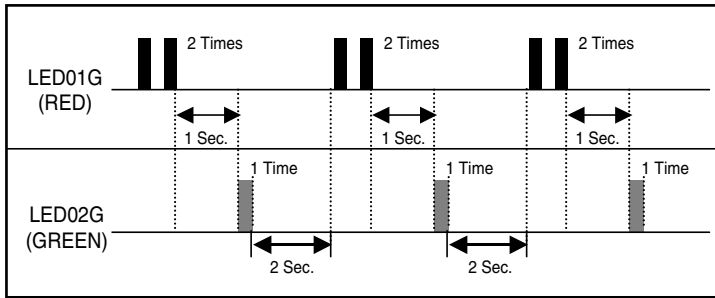 2 Times 2 Times 2 Times
LED01G
(RED)
1 Sec. 1 Sec. 1 Sec.
1 Time 1 Time 1 Time
LED02G
(GREEN)
2 Sec. 2 Sec.